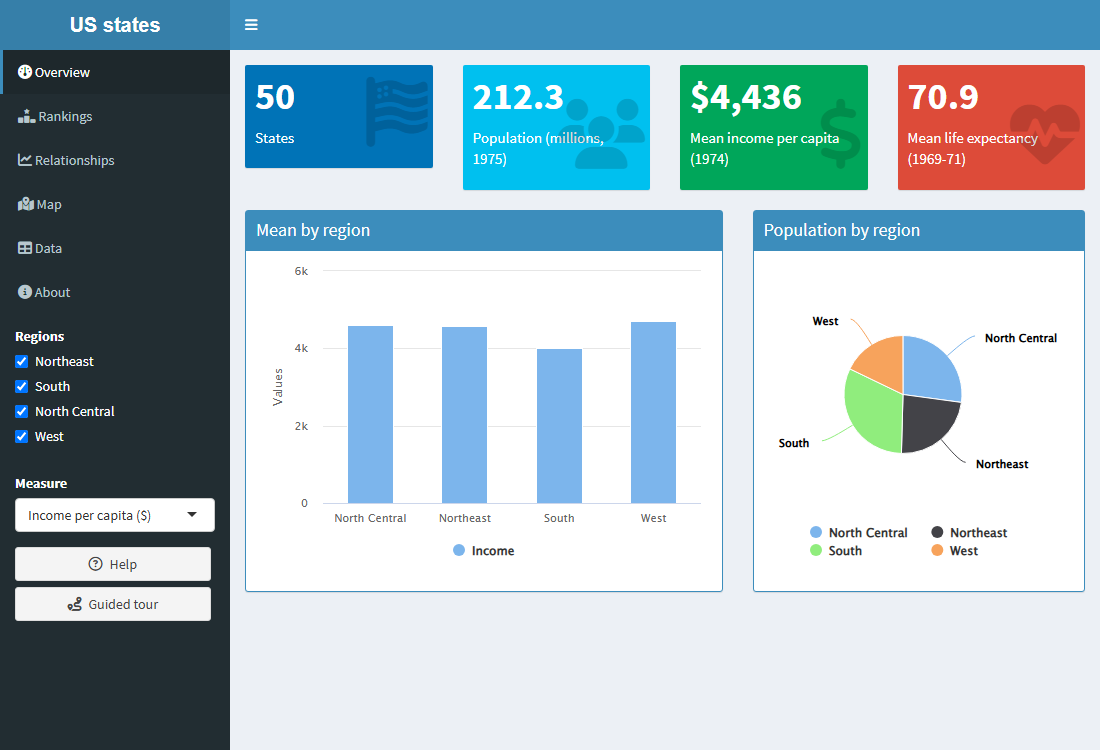 US states
Overview
Rankings
Relationships
Map
Data
About
Regions
Northeast
South
North Central
West
Measure
Income per capita ($)
Help
Guided tour
50
States
212.3
Population (millions,
1975)
$4,436
Mean income per capita
(1974)
70.9
Mean life expectancy
(1969-71)
Mean by region
6k
4k
2k
0
Values
North Central Northeast South West
Income
Population by region
West
North Central
South
Northeast
North Central Northeast
South West